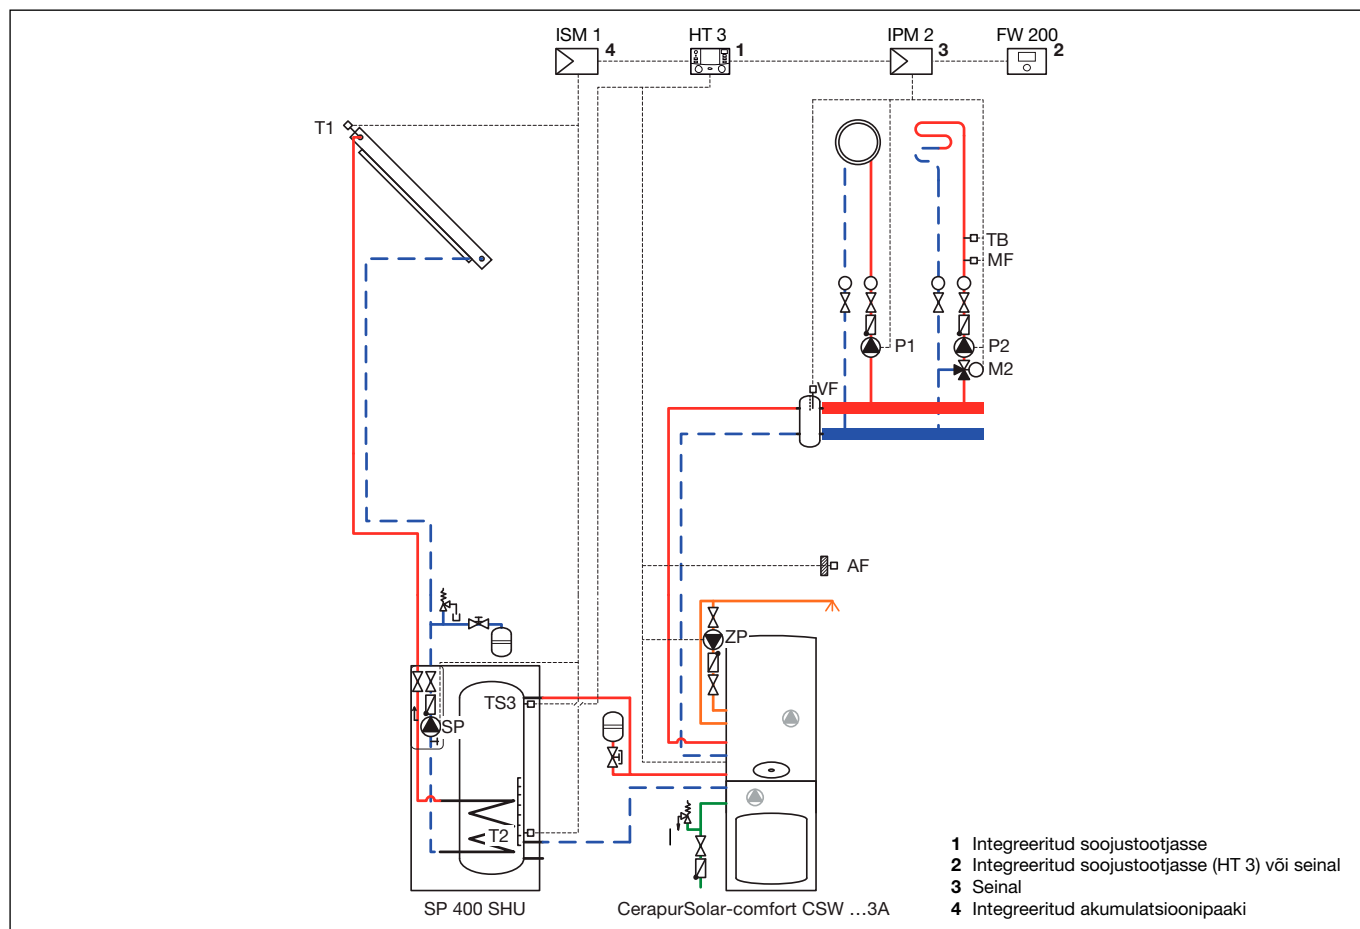 ISM 1
4
HT 3
1
IPM 2
3
FW 200
2
T1
TB
MF
P1
P2
M2
VF
AF
ZP
TS3
SP
T2
SP 400 SHU
CerapurSolar-comfort CSW ...3A
1 Integreeritud soojustootjasse
2 Integreeritud soojustootjasse (HT 3) või seinal
3 Seinal
4 Integreeritud akumulatsioonipaaki